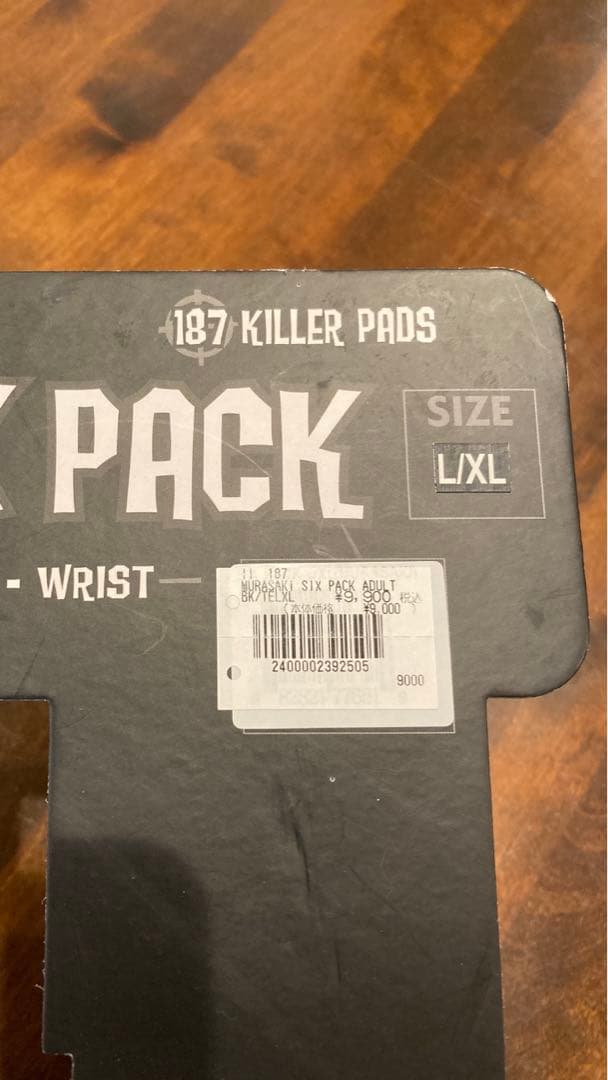 187 KILLER PADS
PACK
SIZE
L/XL
- WRIST
11 187
MURASAKI SIX PACK ADULT
BK/TELXL ¥9,900 税込
(本体価格 ¥9,000 )
2400002392505
9000